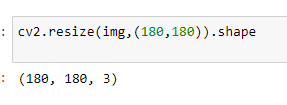 : cv2.resize(img,(180,180)).shape
: (180, 180, 3)